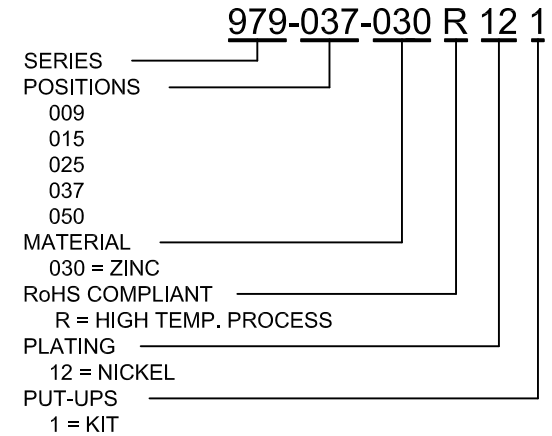 979-037-030 R 12 1
SERIES
POSITIONS
009
015
025
037
050
MATERIAL
030 = ZINC
RoHS COMPLIANT
R = HIGH TEMP. PROCESS
PLATING
12 = NICKEL
PUT-UPS
1 = KIT